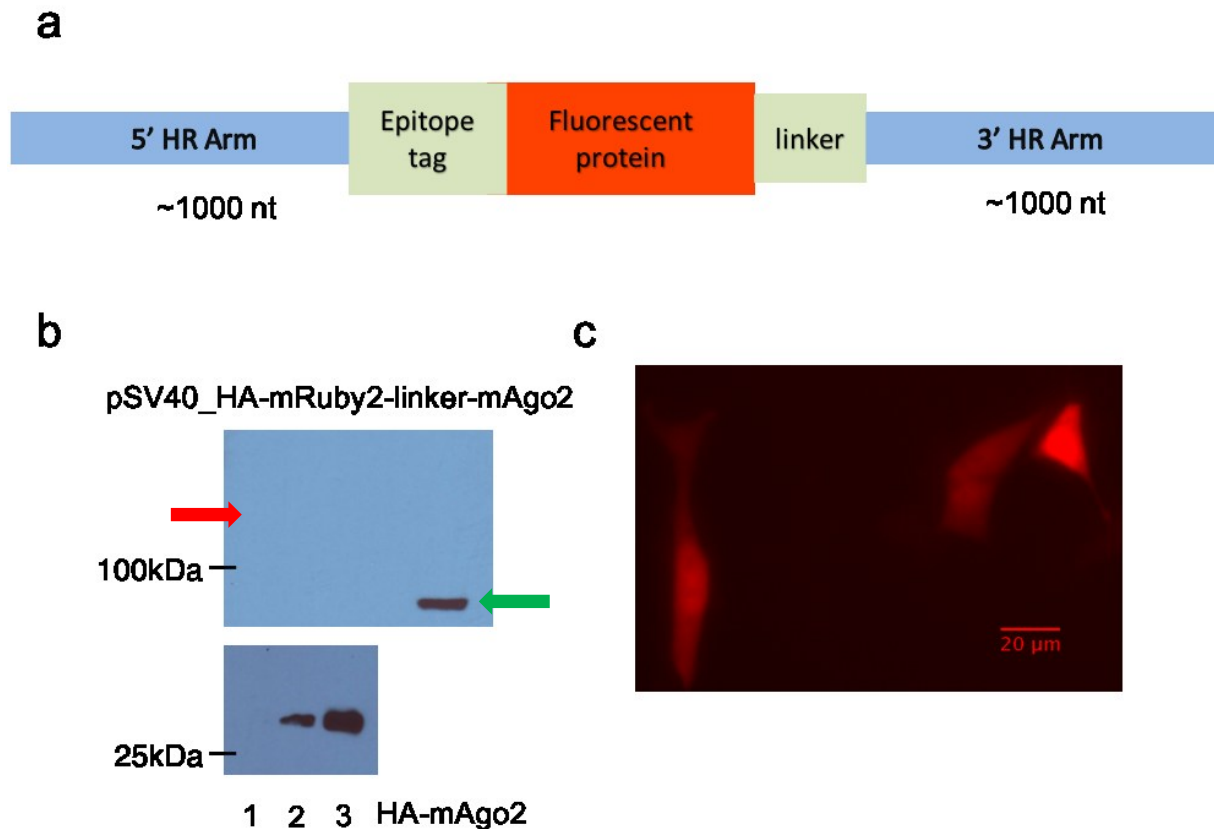 a
5' HR Arm
Epitope
tag
Fluorescent
protein
linker
3' HR Arm
~1000 nt
~1000 nt
b
c
pSV40_HA-mRuby2-linker-mAgo2
100kDa
25kDa
1 2 3 HA-mAgo2
20 μm